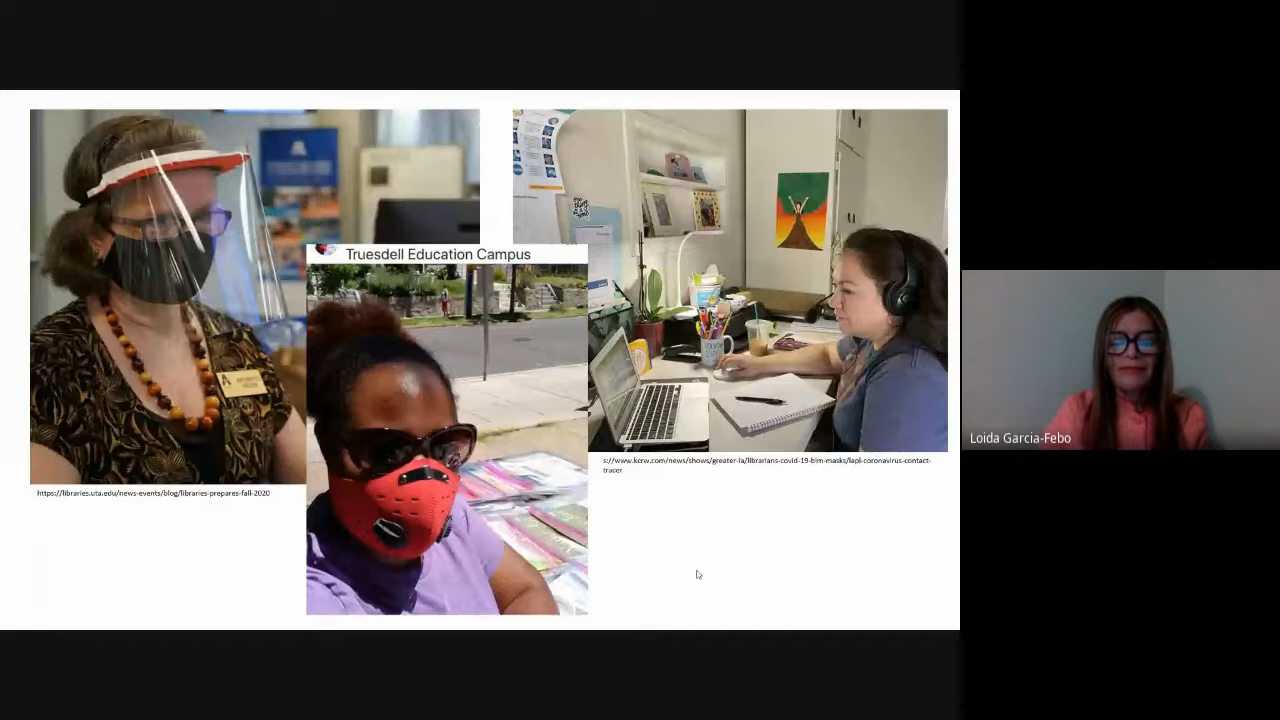 Truesdell Education Campus
https://libraries.uta.edu/news-events/blog/libraries-prepares-fall-2020
s://www.kcrw.com/news/shows/greater-la/librarians-covid-19-blm-masks/lapl-coronavirus-contact-
tracer
Loida Garcia-Febo